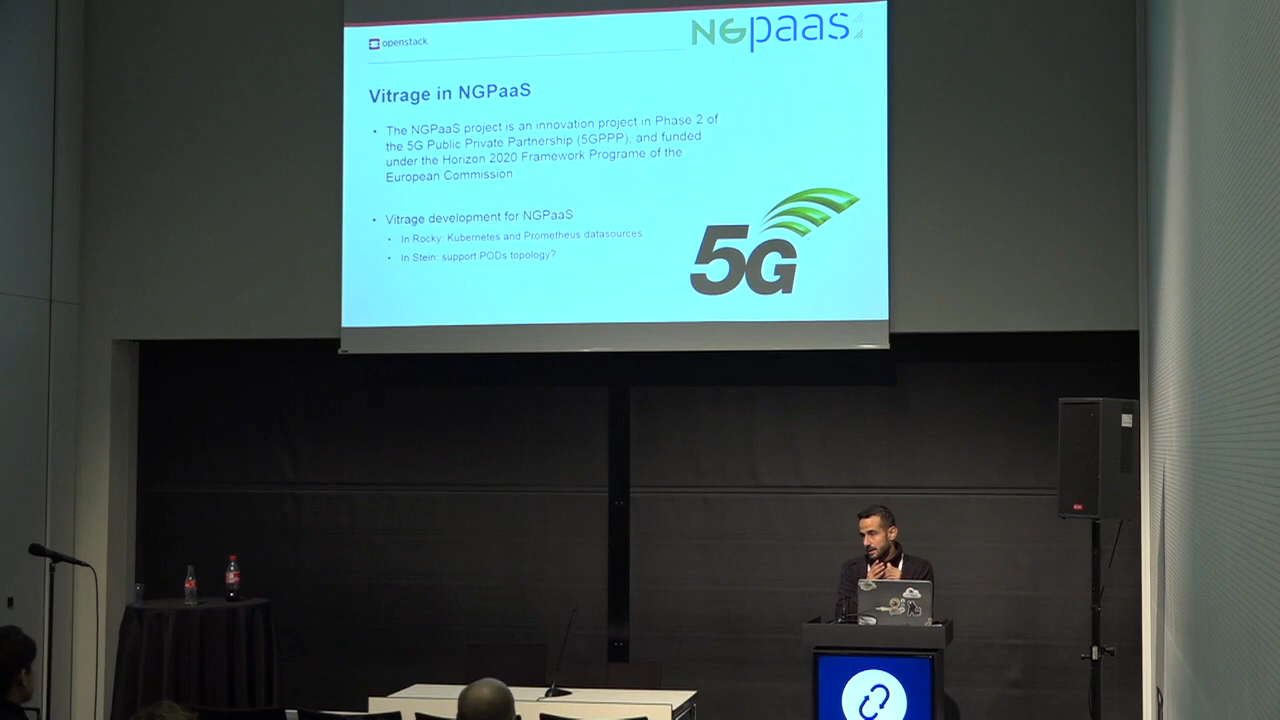 openstack
NGpaas
Vitrage in NGPaaS
• The NGPaaS project is an innovation project in Phase 2 of
the 5G Public Private Partnership (5GPPP), and funded
under the Horizon 2020 Framework Programe of the
European Commission
• Vitrage development for NGPaaS
• In Rocky: Kubernetes and Prometheus datasources
• In Stein: support PODs topology?
5G